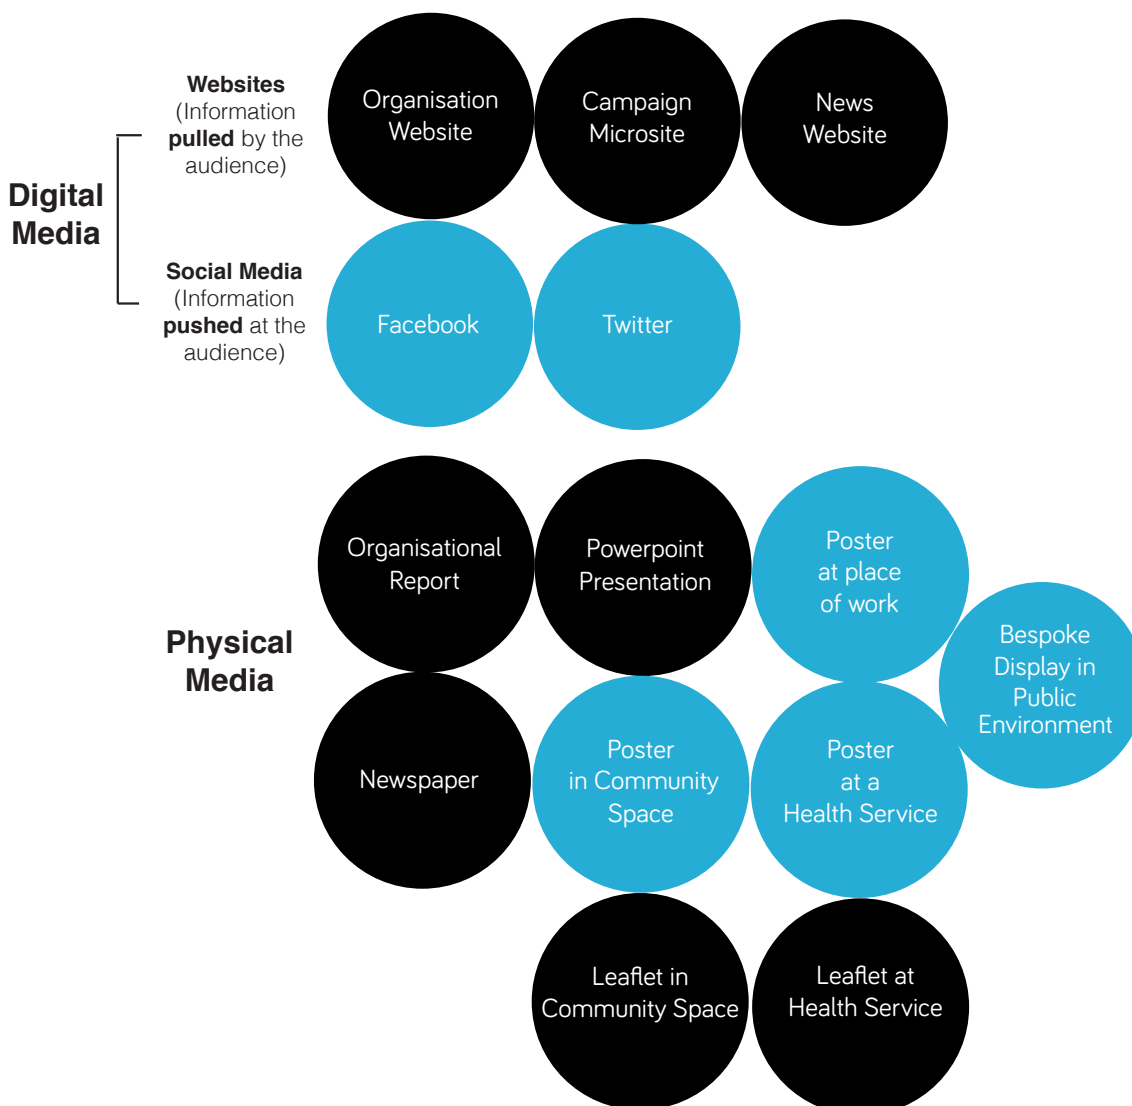 Websites
(Information
pulled by the
audience)
Organisation
Website
Campaign
Microsite
News
Website
Digital
Media
Social Media
(Information
pushed at the
audience)
Facebook
Twitter
Physical
Media
Organisational
Report
Powerpoint
Presentation
Poster
at place
of work
Bespoke
Display in
Public
Environment
Newspaper
Poster
in Community
Space
Poster
at a
Health Service
Leaflet in
Community Space
Leaflet at
Health Service